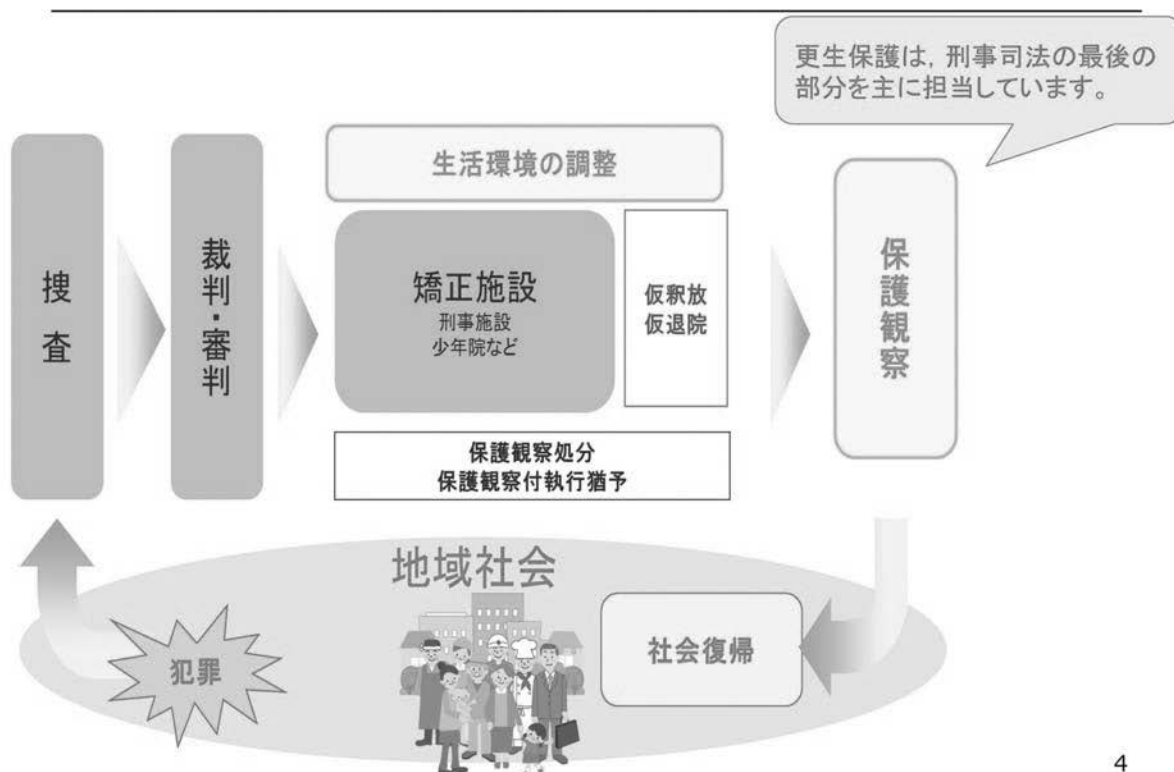 更生保護は，刑事司法の最後の
部分を主に担当しています。
捜査
裁判・審判
生活環境の調整
矯正施設
刑事施設
少年院など
仮釈放
仮退院
保護観察処分
保護観察付執行猶予
保護観察
地域社会
犯罪
社会復帰
4